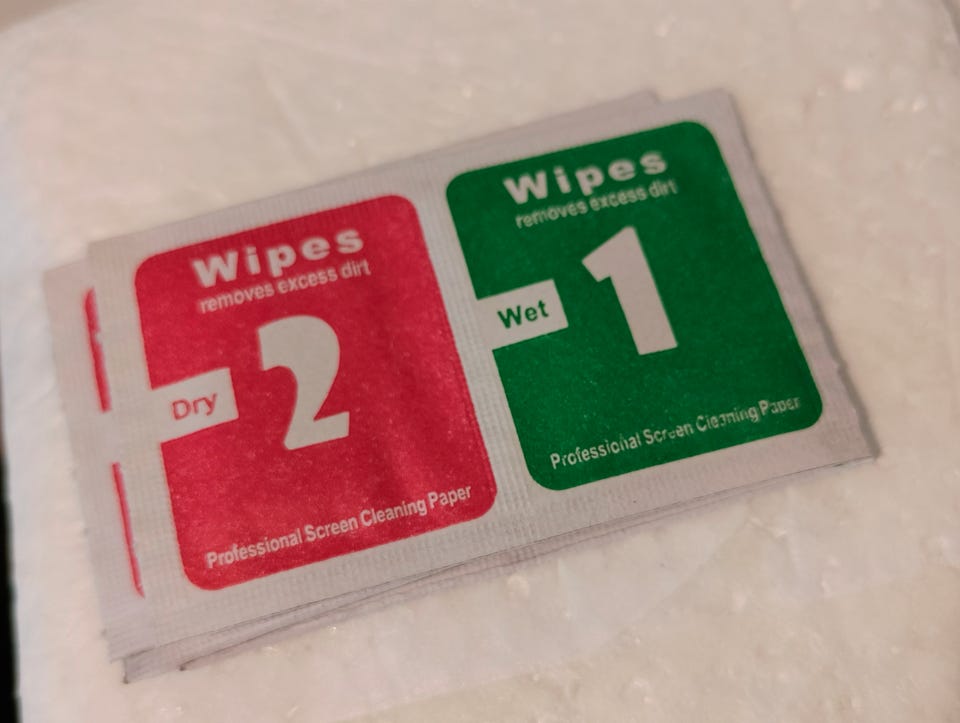 Wipes
removes excess dirt
2
Dry
Professional Screen Cleaning Paper
Wipes
removes excess dirt
1
Wet
Professional Screen Cleaning Paper